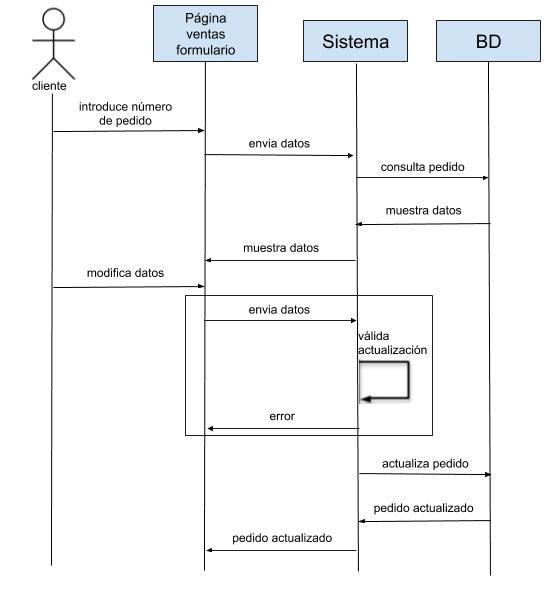 Página
ventas
formulario
Sistema
BD
cliente
introduce número
de pedido
envia datos
consulta pedido
muestra datos
muestra datos
modifica datos
envia datos
válida
actualización
error
actualiza pedido
pedido actualizado
pedido actualizado